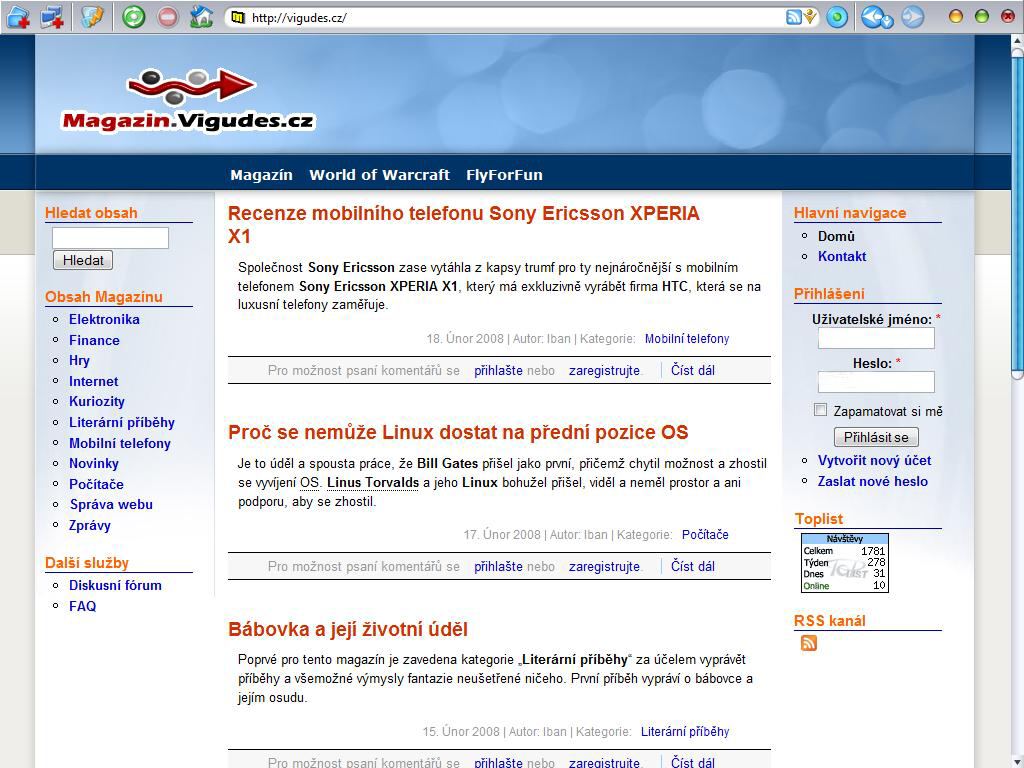 http://vigudes.cz/
Magazin.Vigudes.cz
Magazín World of Warcraft FlyForFun
Hledat obsah
Hledat
Obsah Magazínu
Elektronika
Finance
Hry
Internet
Kuriozity
Literární příběhy
Mobilní telefony
Novinky
Počítače
Správa webu
Zprávy
Další služby
Diskusní fórum
FAQ
Recenze mobilního telefonu Sony Ericsson XPERIA
X1
Společnost Sony Ericsson zase vytáhla z kapsy trumf pro ty nejnáročnější s mobilním
telefonem Sony Ericsson XPERIA X1, který má exkluzivně vyrábět firma HTC, která se na
luxusní telefony zaměřuje.
18. Únor 2008 | Autor: Iban | Kategorie: Mobilní telefony
Pro možnost psaní komentářů se přihlašte nebo zaregistrujte. Číst dál
Proč se nemůže Linux dostat na přední pozice OS
Je to úděl a spousta práce, že Bill Gates přišel jako první, přičemž chytil možnost a zhostil
se vyvíjení OS. Linus Torvalds a jeho Linux bohužel přišel, viděl a neměl prostor a ani
podporu, aby se zhostil.
17. Únor 2008 | Autor: Iban | Kategorie: Počítače
Pro možnost psaní komentářů se přihlašte nebo zaregistrujte. Číst dál
Bábovka a její životní úděl
Poprvé pro tento magazín je zavedena kategorie „Literární příběhy“ za účelem vyprávět
příběhy a všemožné výmysly fantazie neušetřené ničeho. První příběh vypráví o bábovce a
jejím osudu.
15. Únor 2008 | Autor: Iban | Kategorie: Literární příběhy
Pro možnost psaní komentářů se přihlašte nebo zaregistrujte. Číst dál
Hlavní navigace
Domů
Kontakt
Přihlášení
Uživatelské jméno: *
Heslo: *
Zapamatovat si mě
Přihlásit se
Vytvořit nový účet
Zaslat nové heslo
Toplist
Návštěvy
Celkem 1781
Týden 278
Dnes 31
Online 10
TopList
RSS kanál